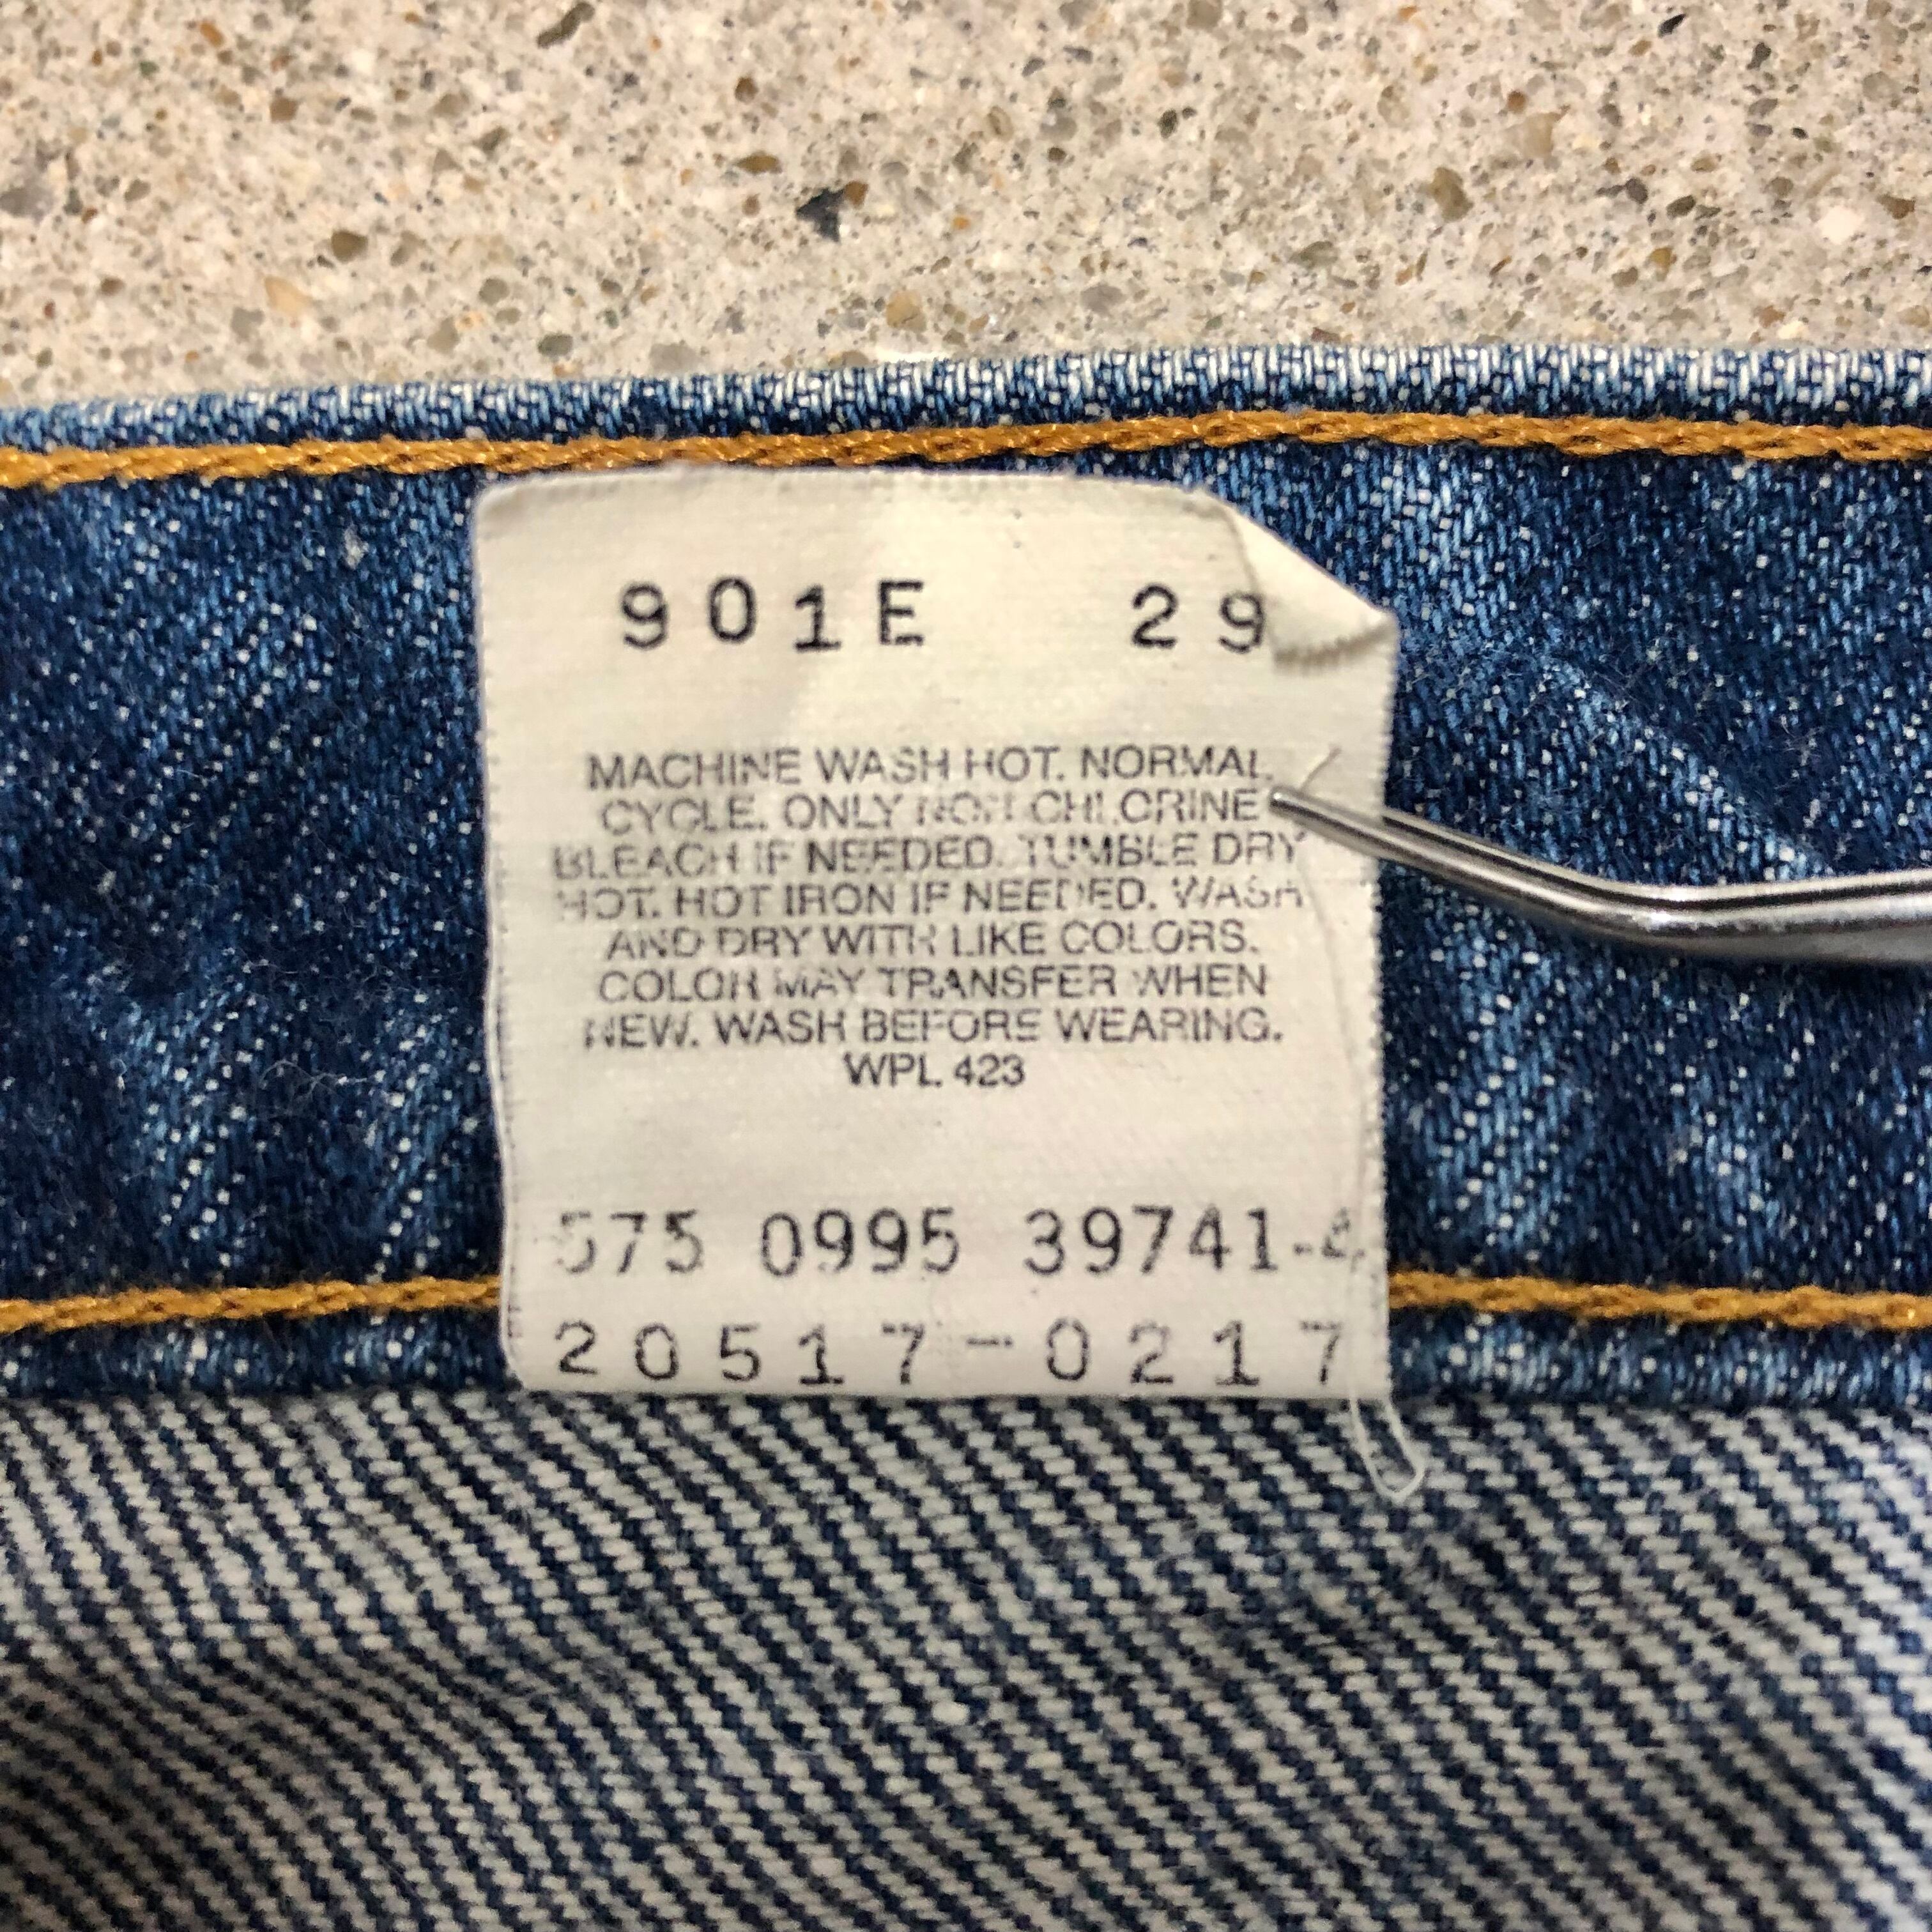 901E 29
MACHINE WASH HOT. NORMAL
CYCLE. ONLY NON-CHLORINE
BLEACH IF NEEDED. TUMBLE DRY
HOT. HOT IRON IF NEEDED. WASH
AND DRY WITH LIKE COLORS.
COLOR MAY TRANSFER WHEN
NEW. WASH BEFORE WEARING.
WPL 423
575 0995 39741-4
20517-0217